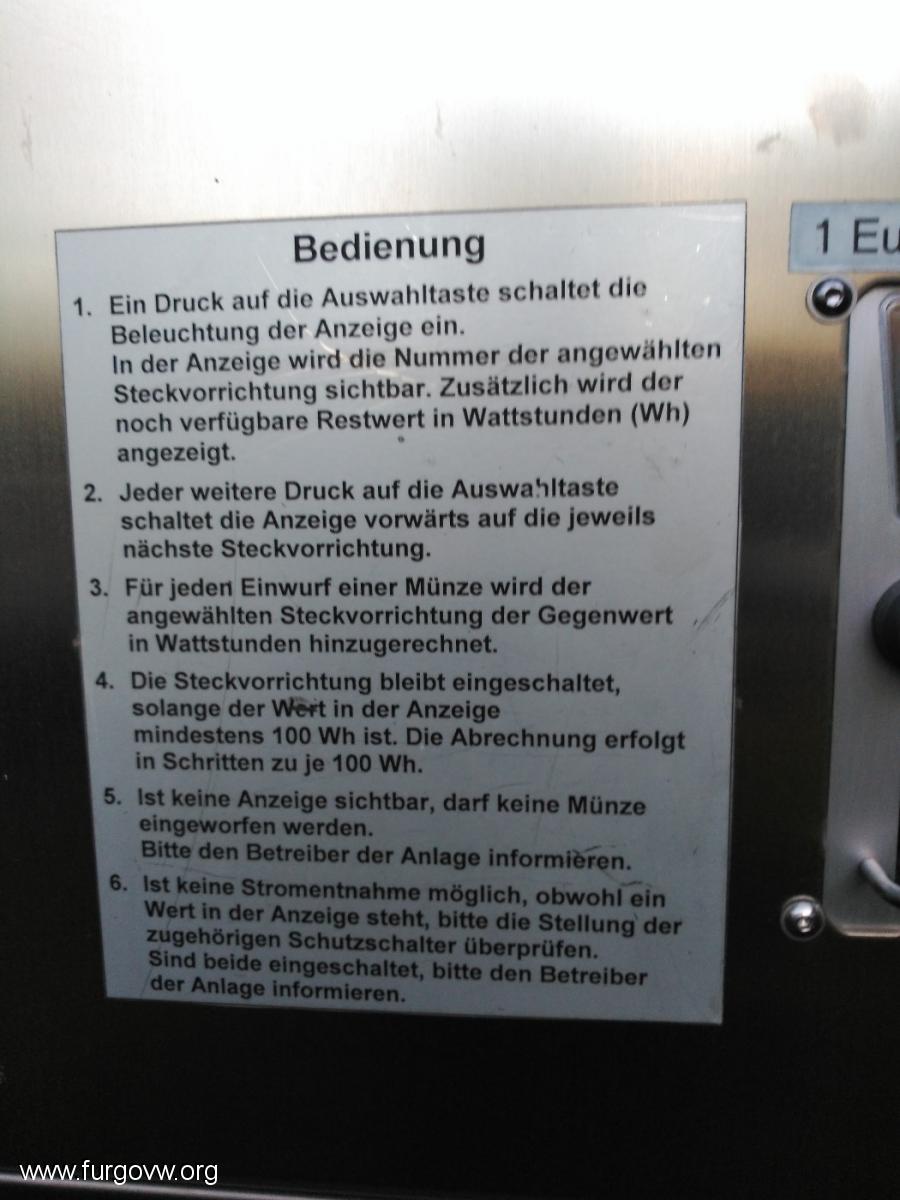 Bedienung
1. Ein Druck auf die Auswahltaste schaltet die
Beleuchtung der Anzeige ein.
In der Anzeige wird die Nummer der angewählten
Steckvorrichtung sichtbar. Zusätzlich wird der
noch verfügbare Restwert in Wattstunden (Wh)
angezeigt.
2. Jeder weitere Druck auf die Auswahltaste
schaltet die Anzeige vorwärts auf die jeweils
nächste Steckvorrichtung.
3. Für jeden Einwurf einer Münze wird der
angewählten Steckvorrichtung der Gegenwert
in Wattstunden hinzugerechnet.
4. Die Steckvorrichtung bleibt eingeschaltet,
solange der Wert in der Anzeige
mindestens 100 Wh ist. Die Abrechnung erfolgt
in Schritten zu je 100 Wh.
5. Ist keine Anzeige sichtbar, darf keine Münze
eingeworfen werden.
Bitte den Betreiber der Anlage informieren.
6. Ist keine Stromentnahme möglich, obwohl ein
Wert in der Anzeige steht, bitte die Stellung der
zugehörigen Schutzschalter überprüfen.
Sind beide eingeschaltet, bitte den Betreiber
der Anlage informieren.
1 Eu
www.furgovw.org